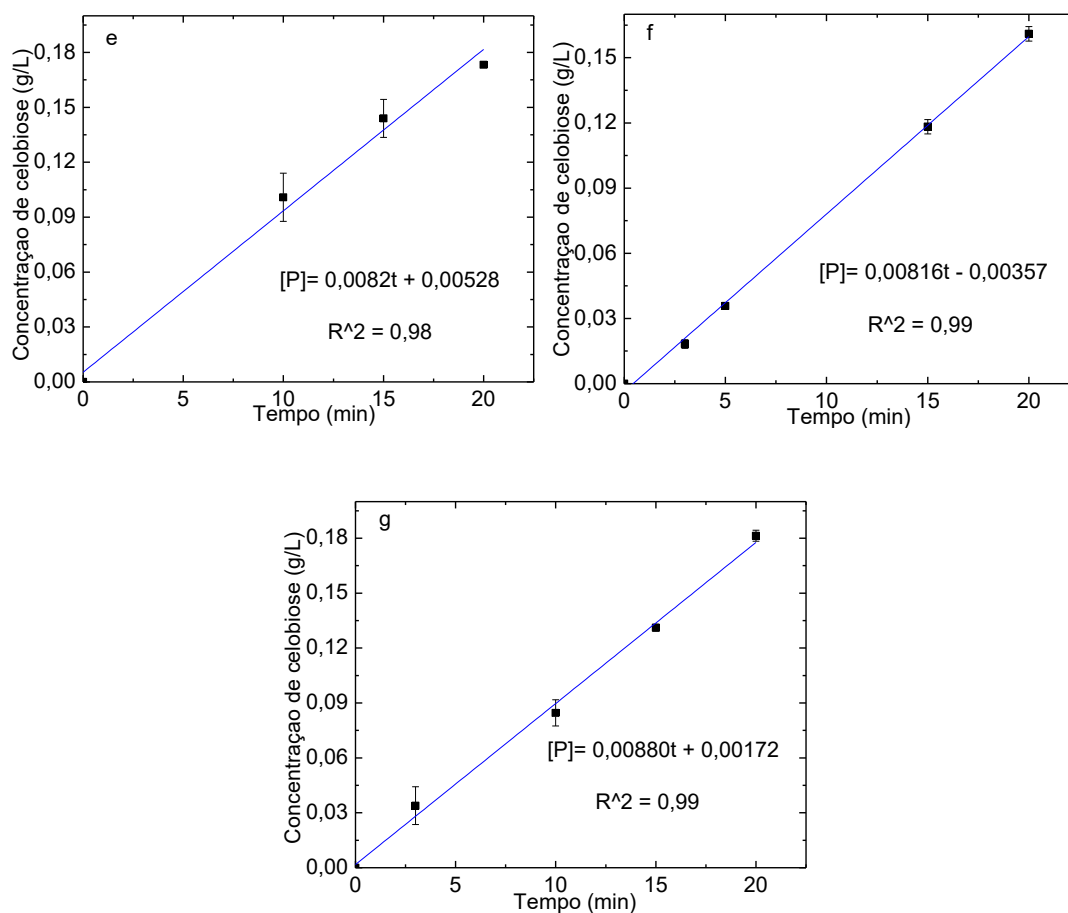 e
Concentraçao de celobiose (g/L)
0,18
0,15
0,12
0,09
0,06
0,03
0,00
[P]= 0,0082t + 0,00528
R^2 = 0,98
0 5 10 15 20
Tempo (min)
f
Concentraçao de celobiose (g/L)
0,15
0,12
0,09
0,06
0,03
0,00
[P]= 0,00816t - 0,00357
R^2 = 0,99
0 5 10 15 20
Tempo (min)
g
Concentraçao de celobiose (g/L)
0,18
0,15
0,12
0,09
0,06
0,03
0,00
[P]= 0,00880t + 0,00172
R^2 = 0,99
0 5 10 15 20
Tempo (min)